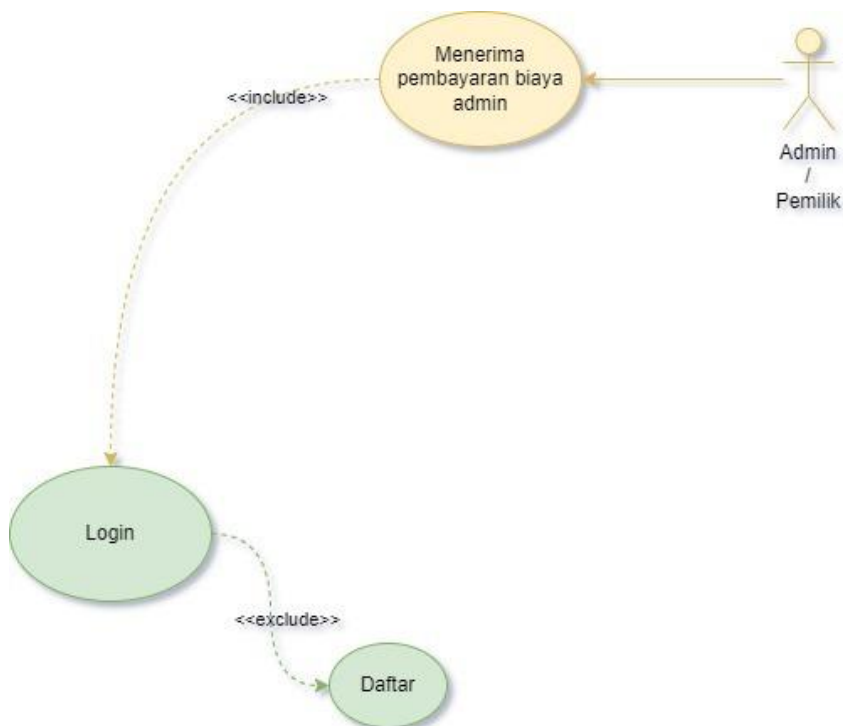 Menerima
pembayaran biaya
admin
<<include>>
Admin
/
Pemilik
Login
<<exclude>>
Daftar